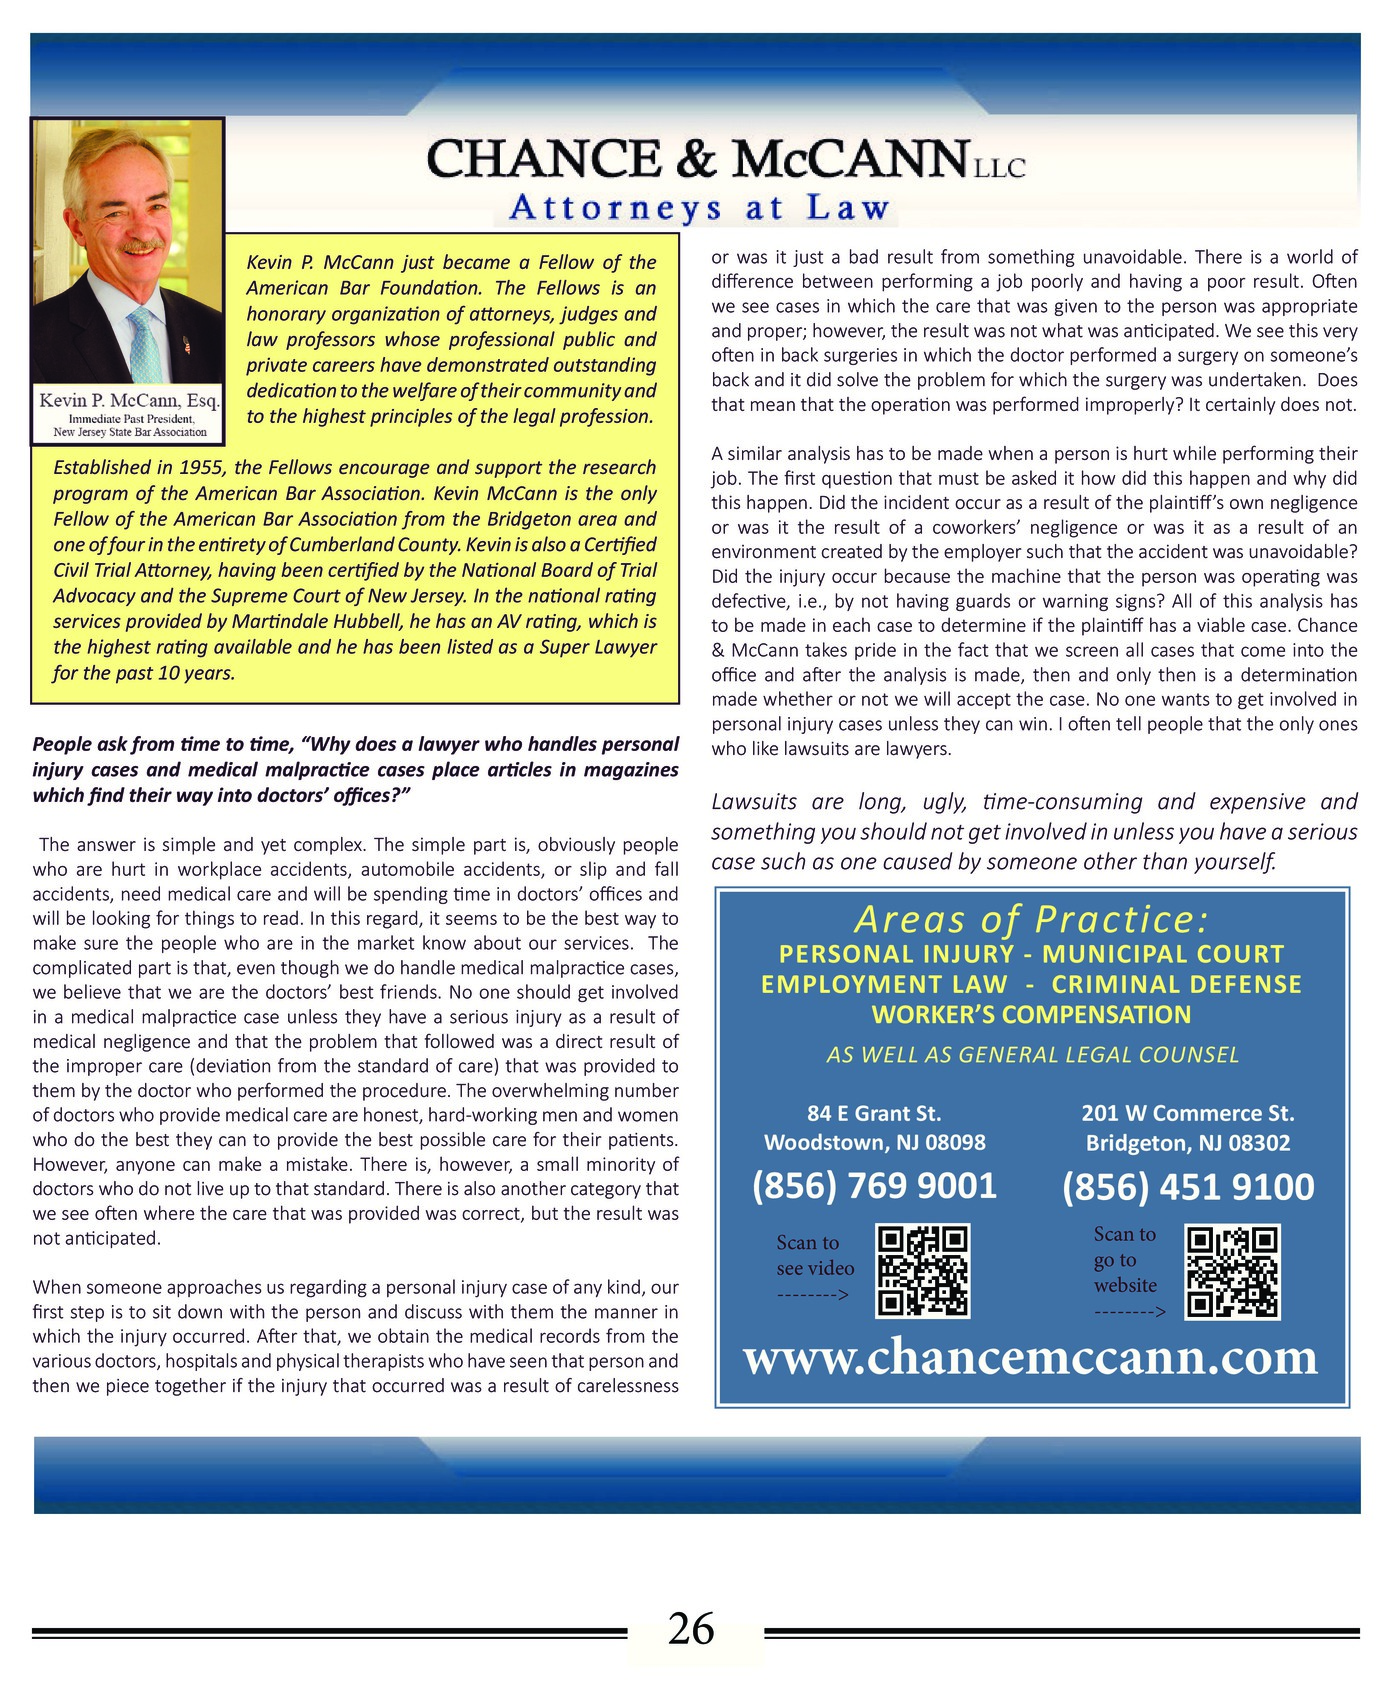 CHANCE & McCANN LLC
Attorneys at Law
Kevin P. McCann, Esq.
Immediate Past President,
New Jersey State Bar Association
Kevin P. McCann just became a Fellow of the
American Bar Foundation. The Fellows is an
honorary organization of attorneys, judges and
law professors whose professional public and
private careers have demonstrated outstanding
dedication to the welfare of their community and
to the highest principles of the legal profession.
Established in 1955, the Fellows encourage and support the research
program of the American Bar Association. Kevin McCann is the only
Fellow of the American Bar Association from the Bridgeton area and
one of four in the entirety of Cumberland County. Kevin is also a Certified
Civil Trial Attorney, having been certified by the National Board of Trial
Advocacy and the Supreme Court of New Jersey. In the national rating
services provided by Martindale Hubbell, he has an AV rating, which is
the highest rating available and he has been listed as a Super Lawyer
for the past 10 years.
People ask from time to time, “Why does a lawyer who handles personal
injury cases and medical malpractice cases place articles in magazines
which find their way into doctors’ offices?”
The answer is simple and yet complex. The simple part is, obviously people
who are hurt in workplace accidents, automobile accidents, or slip and fall
accidents, need medical care and will be spending time in doctors’ offices and
will be looking for things to read. In this regard, it seems to be the best way to
make sure the people who are in the market know about our services. The
complicated part is that, even though we do handle medical malpractice cases,
we believe that we are the doctors’ best friends. No one should get involved
in a medical malpractice case unless they have a serious injury as a result of
medical negligence and that the problem that followed was a direct result of
the improper care (deviation from the standard of care) that was provided to
them by the doctor who performed the procedure. The overwhelming number
of doctors who provide medical care are honest, hard-working men and women
who do the best they can to provide the best possible care for their patients.
However, anyone can make a mistake. There is, however, a small minority of
doctors who do not live up to that standard. There is also another category that
we see often where the care that was provided was correct, but the result was
not anticipated.
When someone approaches us regarding a personal injury case of any kind, our
first step is to sit down with the person and discuss with them the manner in
which the injury occurred. After that, we obtain the medical records from the
various doctors, hospitals and physical therapists who have seen that person and
then we piece together if the injury that occurred was a result of carelessness
or was it just a bad result from something unavoidable. There is a world of
difference between performing a job poorly and having a poor result. Often
we see cases in which the care that was given to the person was appropriate
and proper; however, the result was not what was anticipated. We see this very
often in back surgeries in which the doctor performed a surgery on someone’s
back and it did solve the problem for which the surgery was undertaken. Does
that mean that the operation was performed improperly? It certainly does not.
A similar analysis has to be made when a person is hurt while performing their
job. The first question that must be asked it how did this happen and why did
this happen. Did the incident occur as a result of the plaintiff’s own negligence
or was it the result of a coworkers’ negligence or was it as a result of an
environment created by the employer such that the accident was unavoidable?
Did the injury occur because the machine that the person was operating was
defective, i.e., by not having guards or warning signs? All of this analysis has
to be made in each case to determine if the plaintiff has a viable case. Chance
& McCann takes pride in the fact that we screen all cases that come into the
office and after the analysis is made, then and only then is a determination
made whether or not we will accept the case. No one wants to get involved in
personal injury cases unless they can win. I often tell people that the only ones
who like lawsuits are lawyers.
Lawsuits are long, ugly, time-consuming and expensive and
something you should not get involved in unless you have a serious
case such as one caused by someone other than yourself.
Areas of Practice:
PERSONAL INJURY - MUNICIPAL COURT
EMPLOYMENT LAW - CRIMINAL DEFENSE
WORKER’S COMPENSATION
AS WELL AS GENERAL LEGAL COUNSEL
84 E Grant St.
Woodstown, NJ 08098
(856) 769 9001
Scan to
see video
-------->
201 W Commerce St.
Bridgeton, NJ 08302
(856) 451 9100
Scan to
go to
website
-------->
www.chancemccann.com
26